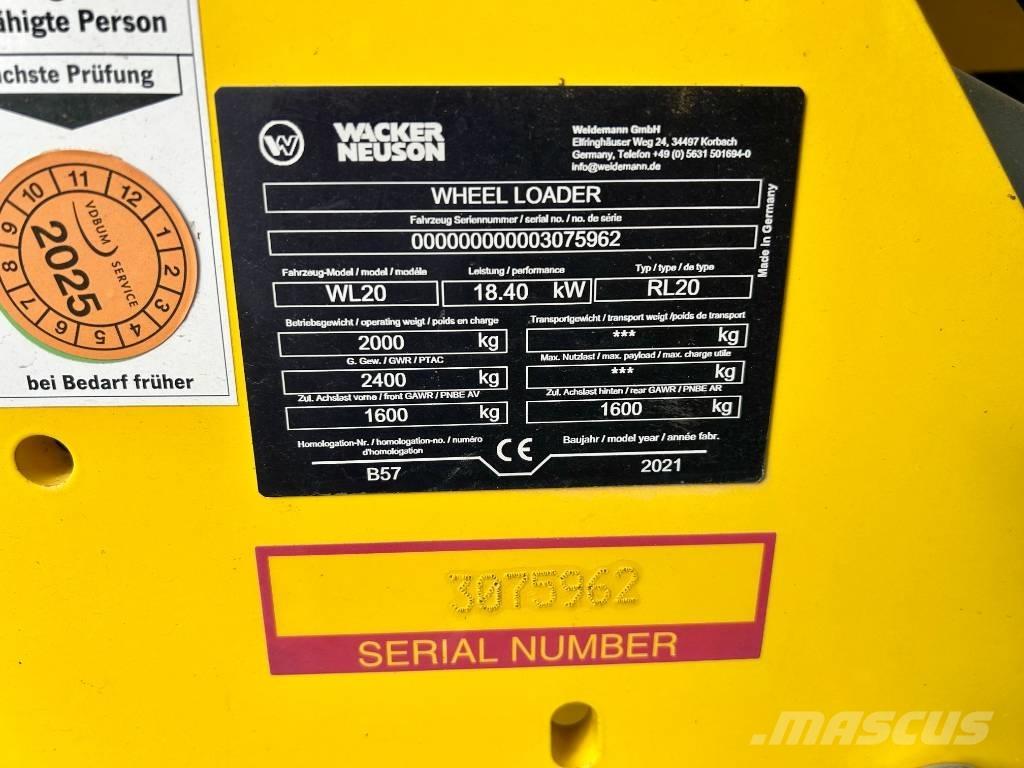 ähigte Person
ächste Prüfung
10 11 12 1 2 3 4 5 6 7 8 9
VDBUM SERVICE
2025
bei Bedarf früher
WACKER NEUSON
Weidemann GmbH
Elfringhäuser Weg 24, 34497 Korbach
Germany, Telefon +49 (0) 5631 501694-0
info@weidemann.de
WHEEL LOADER
Fahrzeug Seriennummer / serial no. / no. de série
000000000003075962
Made in Germany
Fahrzeug-Model / model / modèle Leistung / performance Typ / type / de type
WL20 18.40 kW RL20
Betriebsgewicht / operating weigt / poids en charge Transportgewicht / transport weigt /poids de transport
2000 kg *** kg
G. Gew. / GWR / PTAC Max. Nutzlast / max. payload / max. charge utile
2400 kg *** kg
Zul. Achslast vorne / front GAWR / PNBE AV Zul. Achslast hinten / rear GAWR / PNBE AR
1600 kg 1600 kg
Homologation-Nr. / homologation-no. / numéro d'homologation CE Baujahr / model year / année fabr.
B57 2021
3075962
SERIAL NUMBER
MASCUS